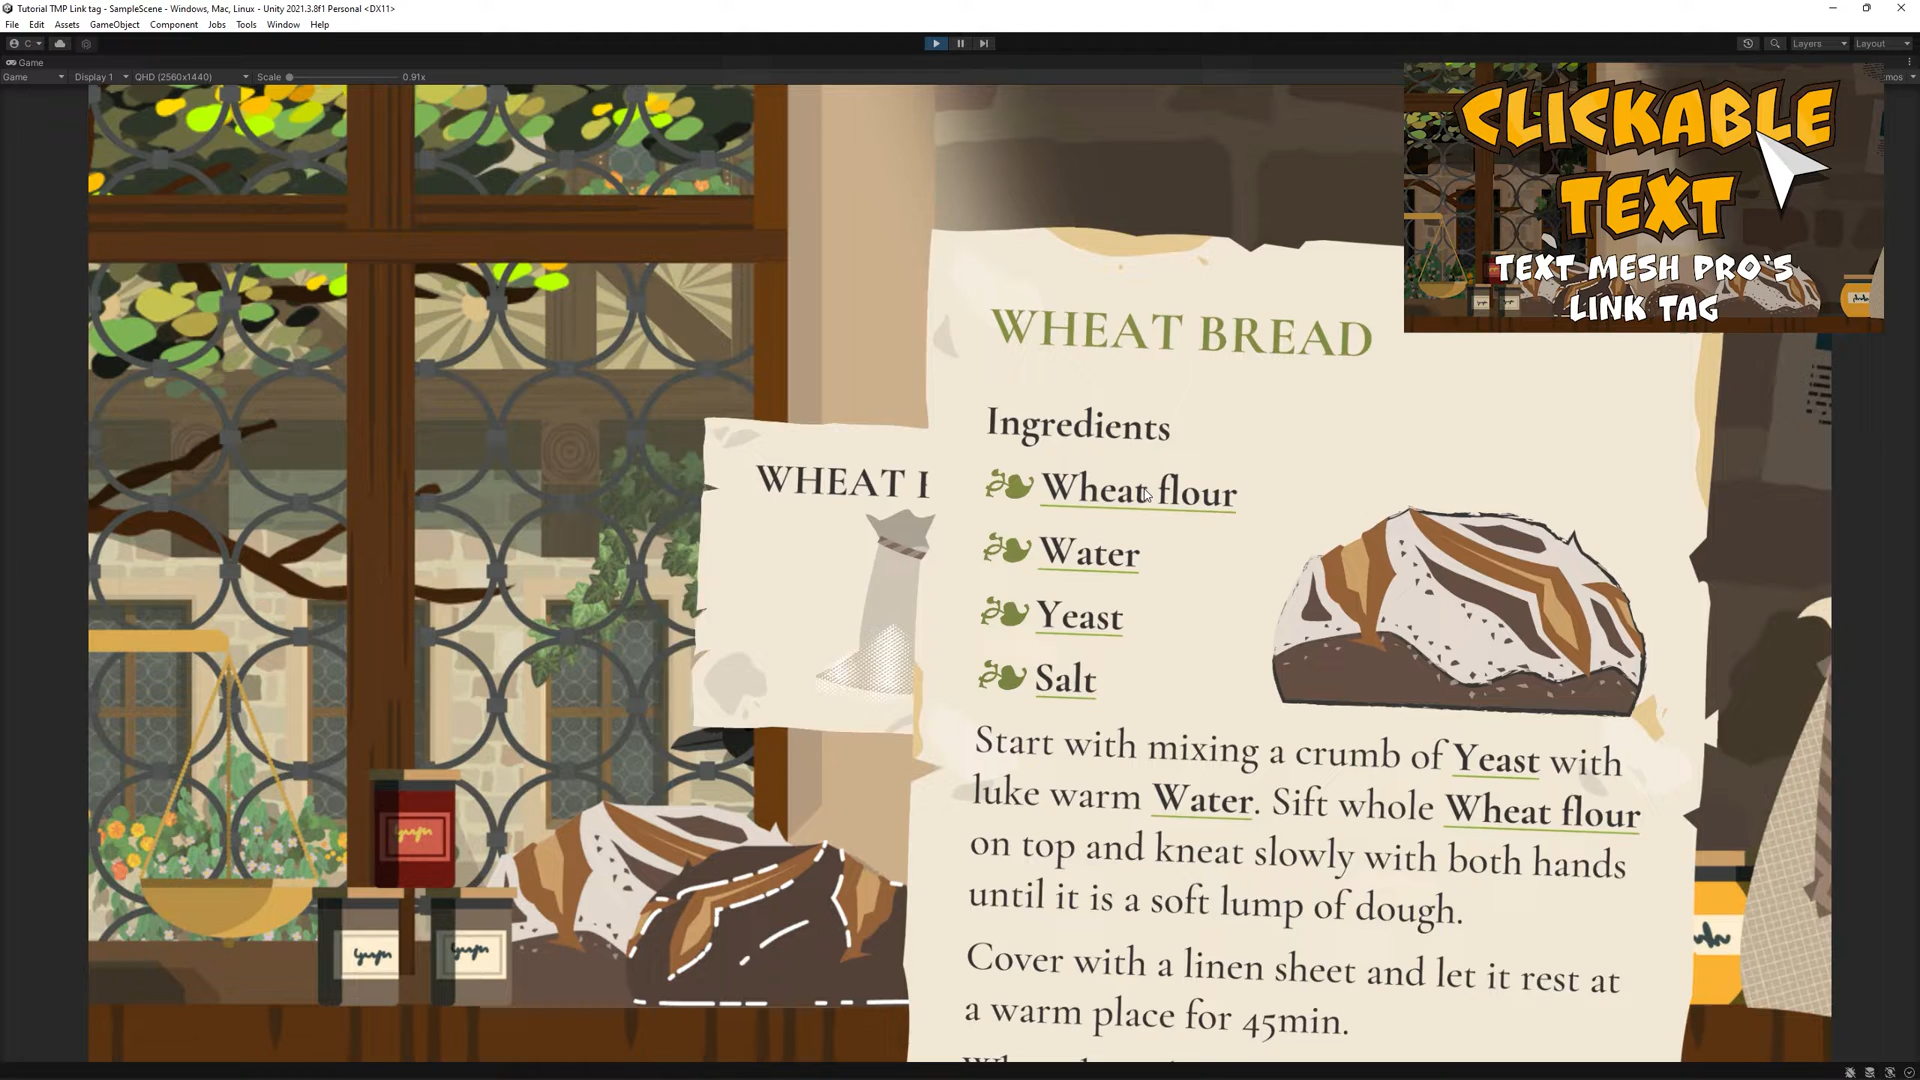 Tutorial TMP Link tag - SampleScene - Windows, Mac, Linux - Unity 2021.3.8f1 Personal <DX11>
File Edit Assets GameObject Component Jobs Tools Window Help
C Layers Layout
Game
Game Display 1 QHD (2560x1440) Scale 0.91x mos
CLICKABLE
TEXT
TEXT MESH PRO'S
LINK TAG
WHEAT
WHEAT BREAD
Ingredients
Wheat flour
Water
Yeast
Salt
Start with mixing a crumb of Yeast with
luke warm Water. Sift whole Wheat flour
on top and kneat slowly with both hands
until it is a soft lump of dough.
Cover with a linen sheet and let it rest at
a warm place for 45min.